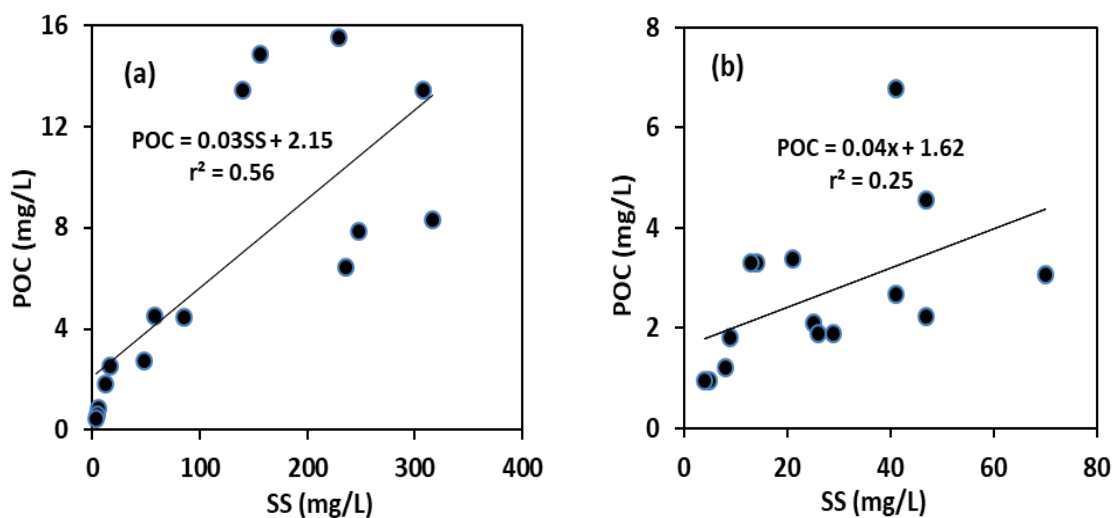 (a)
POC = 0.03SS + 2.15
r² = 0.56
POC (mg/L)
16
12
8
4
0
0 100 200 300 400
SS (mg/L)
(b)
POC = 0.04x + 1.62
r² = 0.25
POC (mg/L)
8
6
4
2
0
0 20 40 60 80
SS (mg/L)